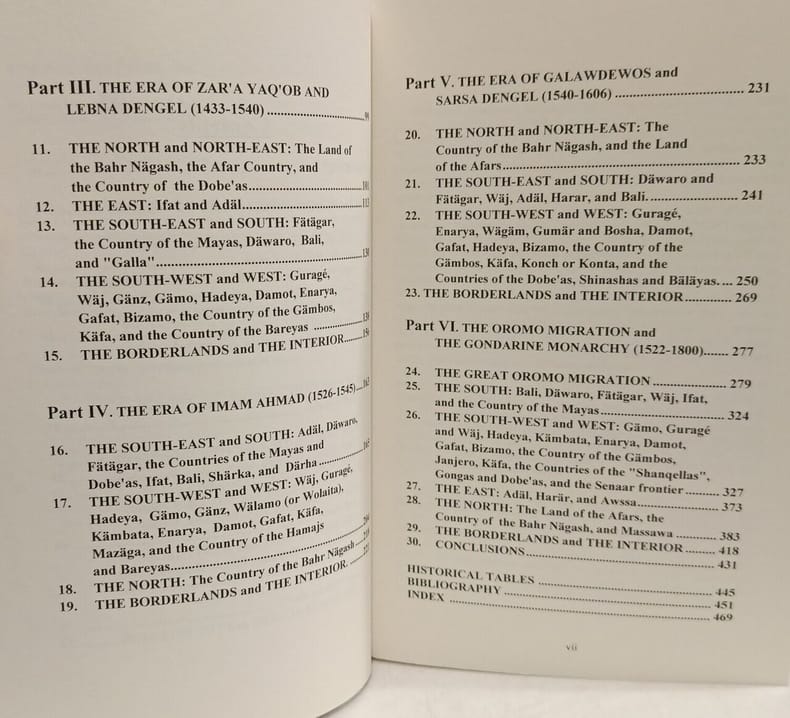 Part III. THE ERA OF ZAR'A YAQ'OB AND
LEBNA DENGEL (1433-1540)
11. THE NORTH and NORTH-EAST: The Land of
the Bahr Nägash, the Afar Country, and
the Country of the Dobe'as
12. THE EAST: Ifat and Adäl
13. THE SOUTH-EAST and SOUTH: Fätägar,
the Country of the Mayas, Däwaro, Bali,
and "Galla"
14. THE SOUTH-WEST and WEST: Guragé,
Wäj, Gänz, Gämo, Hadeya, Damot, Enarya,
Gafat, Bizamo, the Country of the Gämbos,
Käfa, and the Country of the Bareyas
15. THE BORDERLANDS and THE INTERIOR
Part IV. THE ERA OF IMAM AHMAD (1526-1545)
16. THE SOUTH-EAST and SOUTH: Adäl, Däwaro,
Fätägar, the Countries of the Mayas and
Dobe'as, Ifat, Bali, Shärka, and Därha
17. THE SOUTH-WEST and WEST: Wäj, Guragé,
Hadeya, Gämo, Gänz, Wälamo (or Wolaita),
Kämbata, Enarya, Damot, Gafat, Käfa,
Mazäga, and the Country of the Hamajs
and Bareyas
18. THE NORTH: The Country of the Bahr Nägash
19. THE BORDERLANDS and THE INTERIOR.
Part V. THE ERA OF GALAWDEWOS and
SARSA DENGEL (1540-1606) 231
20. THE NORTH and NORTH-EAST: The
Country of the Bahr Nägash, and the Land
of the Afars 233
21. THE SOUTH-EAST and SOUTH: Däwaro and
Fätägar, Wäj, Adäl, Harar, and Bali. 241
22. THE SOUTH-WEST and WEST: Guragé,
Enarya, Wägäm, Gumär and Bosha, Damot,
Gafat, Hadeya, Bizamo, the Country of the
Gämbos, Käfa, Konch or Konta, and the
Countries of the Dobe'as, Shinashas and Bäläyas. 250
23. THE BORDERLANDS and THE INTERIOR 269
Part VI. THE OROMO MIGRATION and
THE GONDARINE MONARCHY (1522-1800) 277
24. THE GREAT OROMO MIGRATION 279
25. THE SOUTH: Bali, Däwaro, Fätägar, Wäj, Ifat,
and the Country of the Mayas 324
26. THE SOUTH-WEST and WEST: Gämo, Guragé
and Wäj, Hadeya, Kämbata, Enarya, Damot,
Gafat, Bizamo, the Country of the Gämbos,
Janjero, Käfa, the Countries of the "Shanqellas",
Gongas and Dobe'as, and the Senaar frontier 327
27. THE EAST: Adäl, Harär, and Awssa 373
28. THE NORTH: The Land of the Afars, the
Country of the Bahr Nägash, and Massawa 383
29. THE BORDERLANDS and THE INTERIOR 418
30. CONCLUSIONS 431
HISTORICAL TABLES 445
BIBLIOGRAPHY 451
INDEX 469
vii